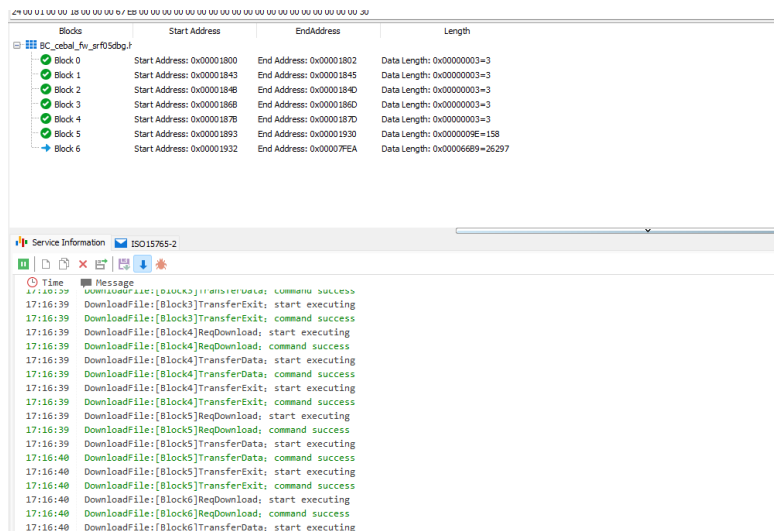 24 00 01 00 00 18 00 00 00 67 EB 00 00 00 00 00 00 00 00 00 00 00 00 00 00 00 00 00 00 00 30
Blocks Start Address EndAddress Length
BC_cebal_fw_srf05dbg.h
Block 0 Start Address: 0x00001800 End Address: 0x00001802 Data Length: 0x00000003=3
Block 1 Start Address: 0x00001843 End Address: 0x00001845 Data Length: 0x00000003=3
Block 2 Start Address: 0x0000184B End Address: 0x0000184D Data Length: 0x00000003=3
Block 3 Start Address: 0x0000186B End Address: 0x0000186D Data Length: 0x00000003=3
Block 4 Start Address: 0x0000187B End Address: 0x0000187D Data Length: 0x00000003=3
Block 5 Start Address: 0x00001893 End Address: 0x00001930 Data Length: 0x0000009E=158
Block 6 Start Address: 0x00001932 End Address: 0x00007FEA Data Length: 0x000066B9=26297
Service Information ISO15765-2
Time Message
17:16:39 DownloadFile:[Block3]TransferData; command success
17:16:39 DownloadFile:[Block3]TransferExit; start executing
17:16:39 DownloadFile:[Block3]TransferExit; command success
17:16:39 DownloadFile:[Block4]ReqDownload; start executing
17:16:39 DownloadFile:[Block4]ReqDownload; command success
17:16:39 DownloadFile:[Block4]TransferData; start executing
17:16:39 DownloadFile:[Block4]TransferData; command success
17:16:39 DownloadFile:[Block4]TransferExit; start executing
17:16:39 DownloadFile:[Block4]TransferExit; command success
17:16:39 DownloadFile:[Block5]ReqDownload; start executing
17:16:39 DownloadFile:[Block5]ReqDownload; command success
17:16:39 DownloadFile:[Block5]TransferData; start executing
17:16:40 DownloadFile:[Block5]TransferData; command success
17:16:40 DownloadFile:[Block5]TransferExit; start executing
17:16:40 DownloadFile:[Block5]TransferExit; command success
17:16:40 DownloadFile:[Block6]ReqDownload; start executing
17:16:40 DownloadFile:[Block6]ReqDownload; command success
17:16:40 DownloadFile:[Block6]TransferData; start executing